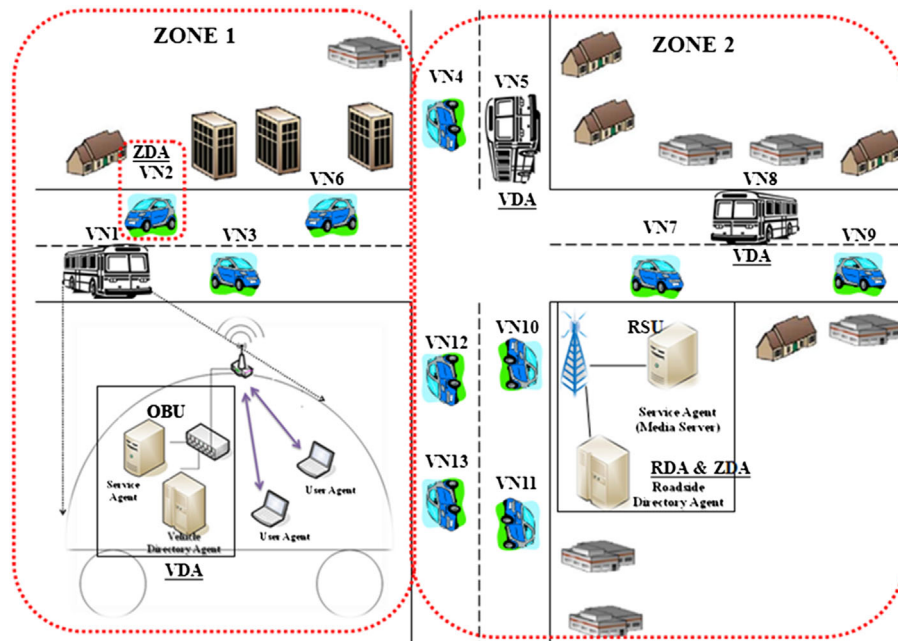 ZONE 1
ZONE 2
VN4
VN5
ZDA
VN2
VN6
VN8
VDA
VN1
VN3
VN7
VN9
VDA
VN12
VN10
RSU
Service Agent
(Media Server)
OBU
Service
Agent
User Agent
VN13
VN11
RDA & ZDA
Roadside
Directory Agent
Vehicle
Directory Agent
User Agent
VDA